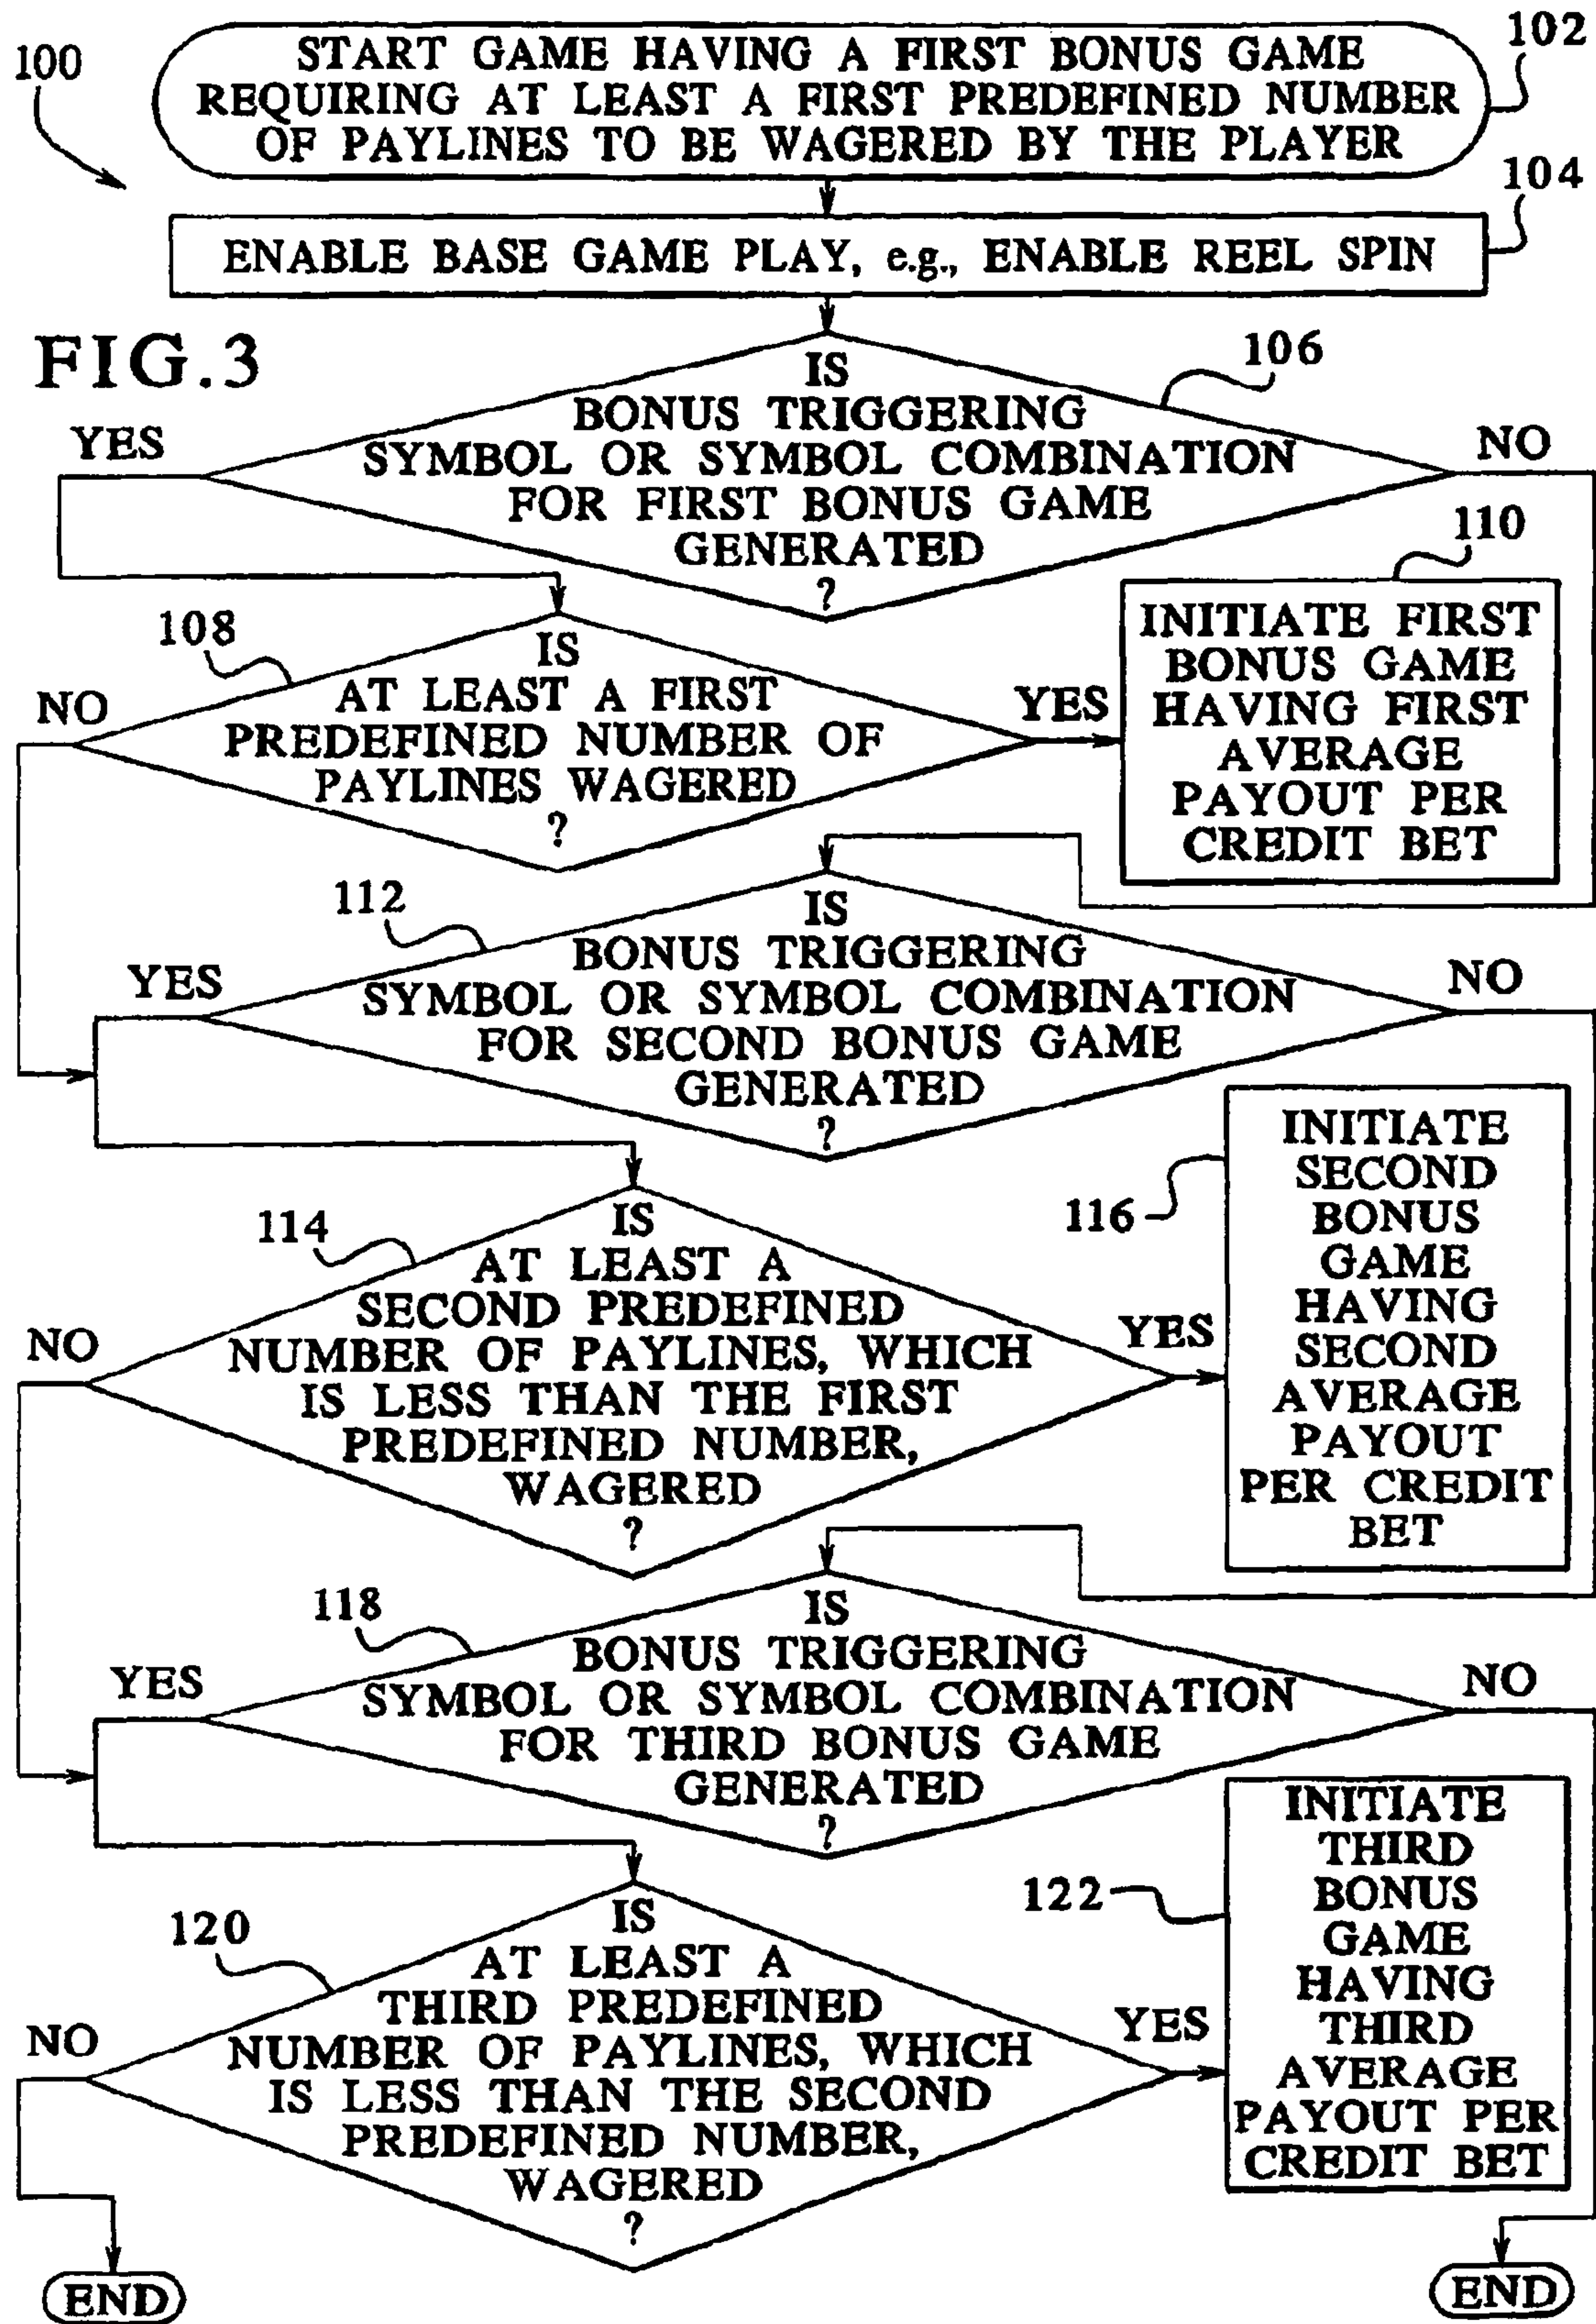 100
102
START GAME HAVING A FIRST BONUS GAME
REQUIRING AT LEAST A FIRST PREDEFINED NUMBER
OF PAYLINES TO BE WAGERED BY THE PLAYER
104
ENABLE BASE GAME PLAY, e.g., ENABLE REEL SPIN
FIG.3
106
IS
BONUS TRIGGERING
SYMBOL OR SYMBOL COMBINATION
FOR FIRST BONUS GAME
GENERATED
?
YES
NO
108
IS
AT LEAST A FIRST
PREDEFINED NUMBER OF
PAYLINES WAGERED
?
NO
YES
110
INITIATE FIRST
BONUS GAME
HAVING FIRST
AVERAGE
PAYOUT PER
CREDIT BET
112
IS
BONUS TRIGGERING
SYMBOL OR SYMBOL COMBINATION
FOR SECOND BONUS GAME
GENERATED
?
YES
NO
114
IS
AT LEAST A
SECOND PREDEFINED
NUMBER OF PAYLINES, WHICH
IS LESS THAN THE FIRST
PREDEFINED NUMBER,
WAGERED
?
NO
YES
116
INITIATE
SECOND
BONUS
GAME
HAVING
SECOND
AVERAGE
PAYOUT
PER CREDIT
BET
118
IS
BONUS TRIGGERING
SYMBOL OR SYMBOL COMBINATION
FOR THIRD BONUS GAME
GENERATED
?
YES
NO
120
IS
AT LEAST A
THIRD PREDEFINED
NUMBER OF PAYLINES, WHICH
IS LESS THAN THE SECOND
PREDEFINED NUMBER,
WAGERED
?
NO
YES
122
INITIATE
THIRD
BONUS
GAME
HAVING
THIRD
AVERAGE
PAYOUT PER
CREDIT BET
END
END